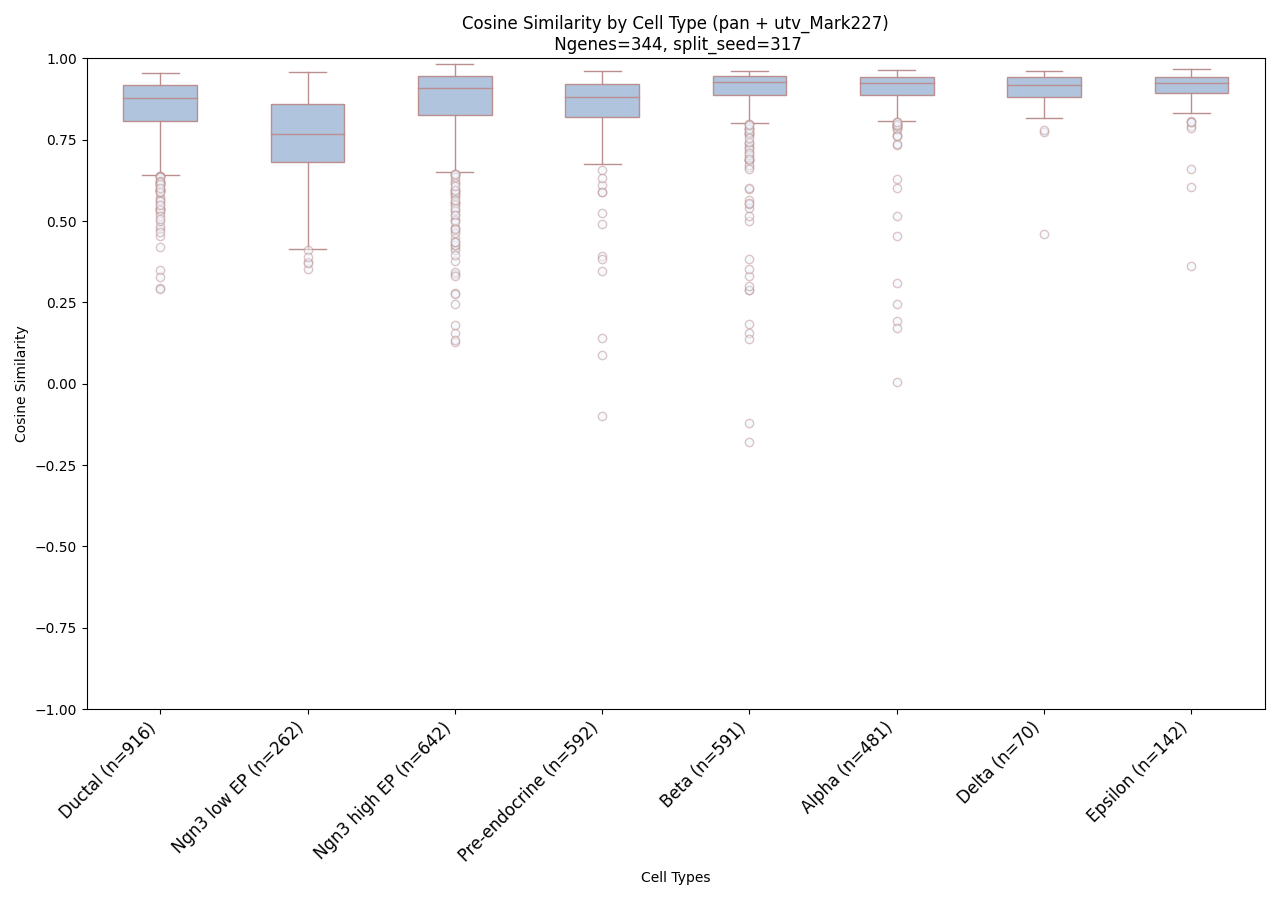 Cosine Similarity by Cell Type (pan + utv_Mark227)
Ngenes=344, split_seed=317
1.00
0.75
0.50
0.25
0.00
−0.25
−0.50
−0.75
−1.00
Cosine Similarity
Ductal (n=916)
Ngn3 low EP (n=262)
Ngn3 high EP (n=642)
Pre-endocrine (n=592)
Beta (n=591)
Alpha (n=481)
Delta (n=70)
Epsilon (n=142)
Cell Types